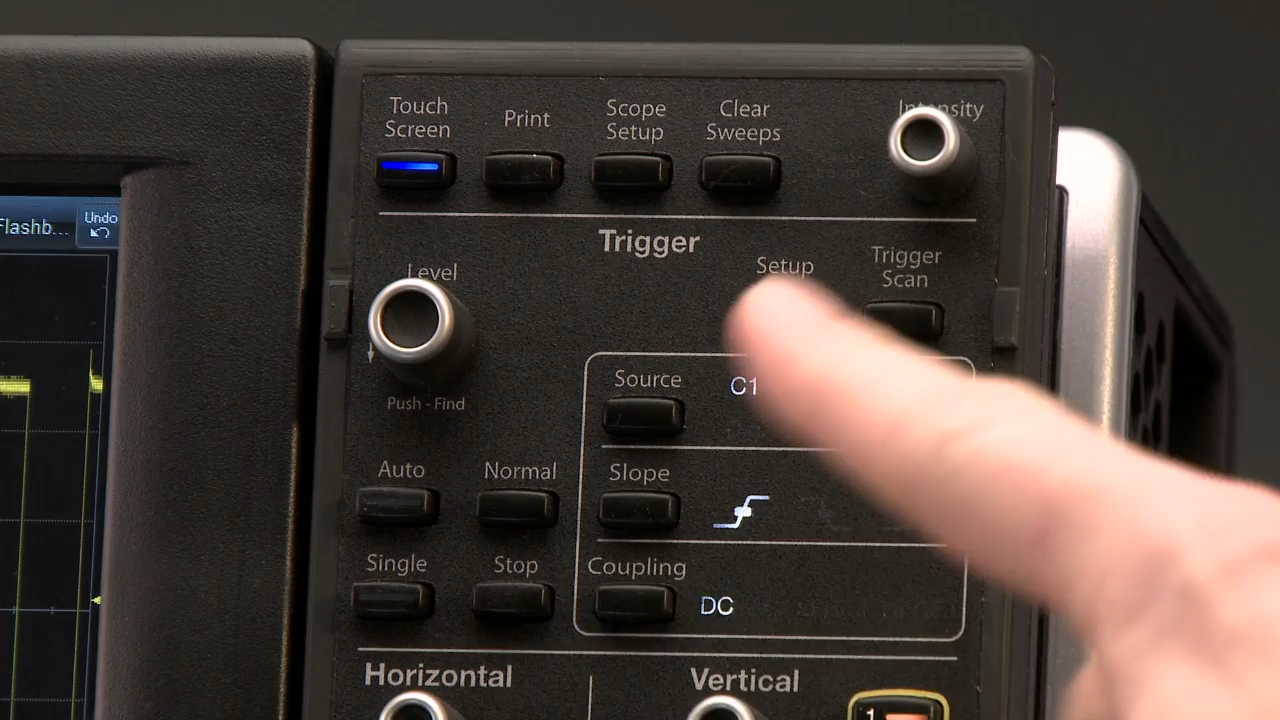 Touch
Screen
Print
Scope
Setup
Clear
Sweeps
Intensity
Flashb...
Undo
Trigger
Level
Setup
Trigger
Scan
Push - Find
Source
C1
Auto
Normal
Slope
Single
Stop
Coupling
DC
Horizontal
Vertical
1